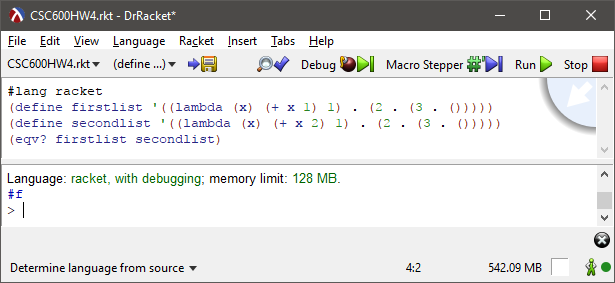 CSC600HW4.rkt - DrRacket*
File Edit View Language Racket Insert Tabs Help
CSC600HW4.rkt (define ...) Debug Macro Stepper Run Stop
#lang racket
(define firstlist '((lambda (x) (+ x 1) 1) . (2 . (3 . ()))))
(define secondlist '((lambda (x) (+ x 2) 1) . (2 . (3 . ()))))
(eqv? firstlist secondlist)
Language: racket, with debugging; memory limit: 128 MB.
#f
>
Determine language from source 4:2 542.09 MB